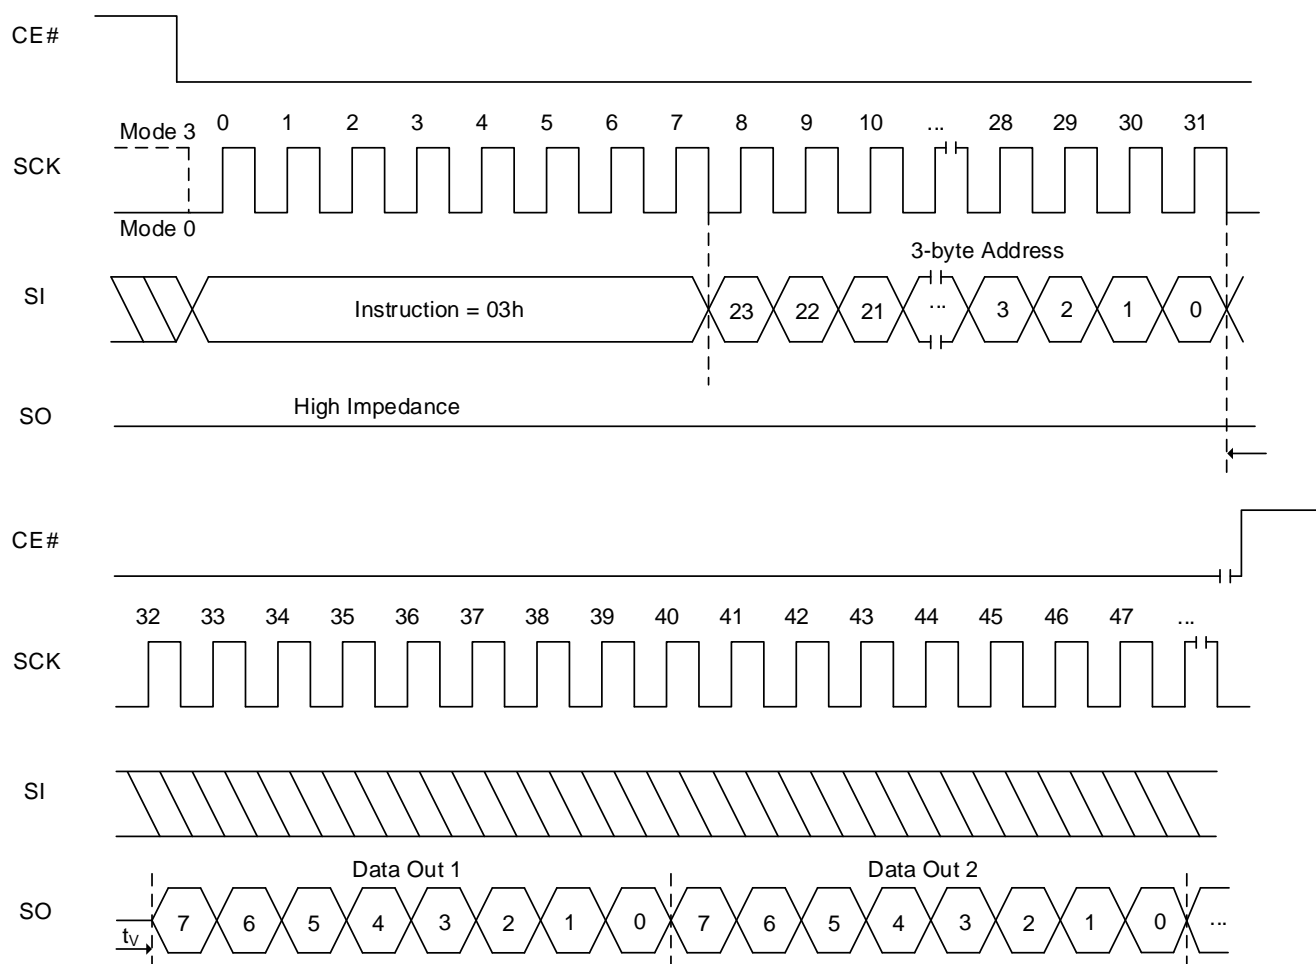 CE#
Mode 3 0 1 2 3 4 5 6 7 8 9 10 ... 28 29 30 31
SCK
Mode 0
3-byte Address
SI Instruction = 03h 23 22 21 ... 3 2 1 0
SO High Impedance
CE#
32 33 34 35 36 37 38 39 40 41 42 43 44 45 46 47 ...
SCK
SI
Data Out 1 Data Out 2
SO 7 6 5 4 3 2 1 0 7 6 5 4 3 2 1 0 ...
tV